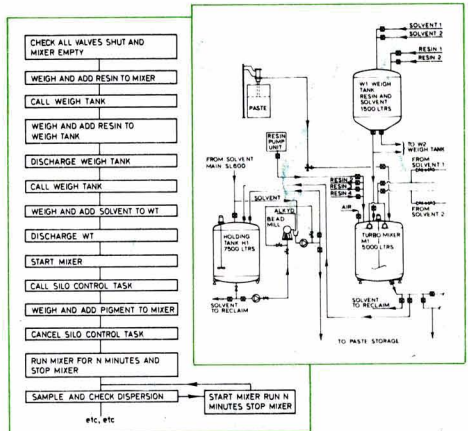 CHECK ALL VALVES SHUT AND
MIXER EMPTY
WEIGH AND ADD RESIN TO MIXER
CALL WEIGH TANK
WEIGH AND ADD RESIN TO
WEIGH TANK
DISCHARGE WEIGH TANK
CALL WEIGH TANK
WEIGH AND ADD SOLVENT TO WT
DISCHARGE WT
START MIXER
CALL SILO CONTROL TASK
WEIGH AND ADD PIGMENT TO MIXER
CANCEL SILO CONTROL TASK
RUN MIXER FOR N MINUTES AND
STOP MIXER
SAMPLE AND CHECK DISPERSION
START MIXER RUN N
MINUTES STOP MIXER
etc, etc
SOLVENT 1
SOLVENT 2
RESIN 1
RESIN 2
W1 WEIGH
TANK
RESIN AND
SOLVENT
1500 LTRS
PASTE
TO W2
WEIGH TANK
RESIN
PUMP
UNIT
FROM SOLVENT
MAIN SL600
FROM
SOLVENT 1
RESIN 2
RESIN 3
RESIN 4
SOLVENT
ALKYD
BEAD
MILL
AIR
FROM
SOLVENT 2
HOLDING
TANK H1
7500 LTRS
TURBO MIXER
M1
5000 LTRS
SOLVENT
TO RECLAIM
SOLVENT
TO RECLAIM
TO PASTE STORAGE